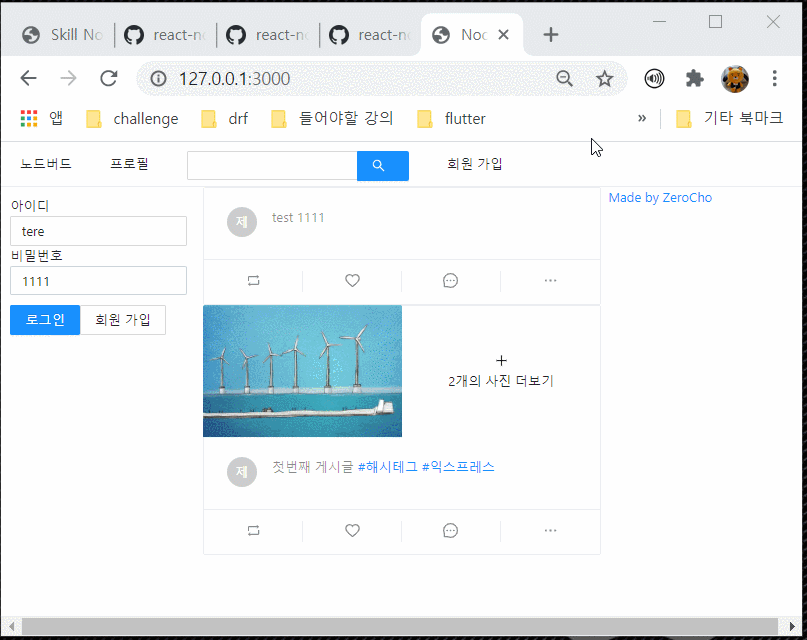 Skill No
react-no
react-no
react-no
Noc
127.0.0.1:3000
앱 challenge drf 들어야할 강의 flutter » 기타 북마크
노드버드 프로필 회원 가입
아이디
tere
비밀번호
1111
로그인 회원 가입
제 test 1111
2개의 사진 더보기
제 첫번째 게시글 #해시태그 #익스프레스
Made by ZeroCho